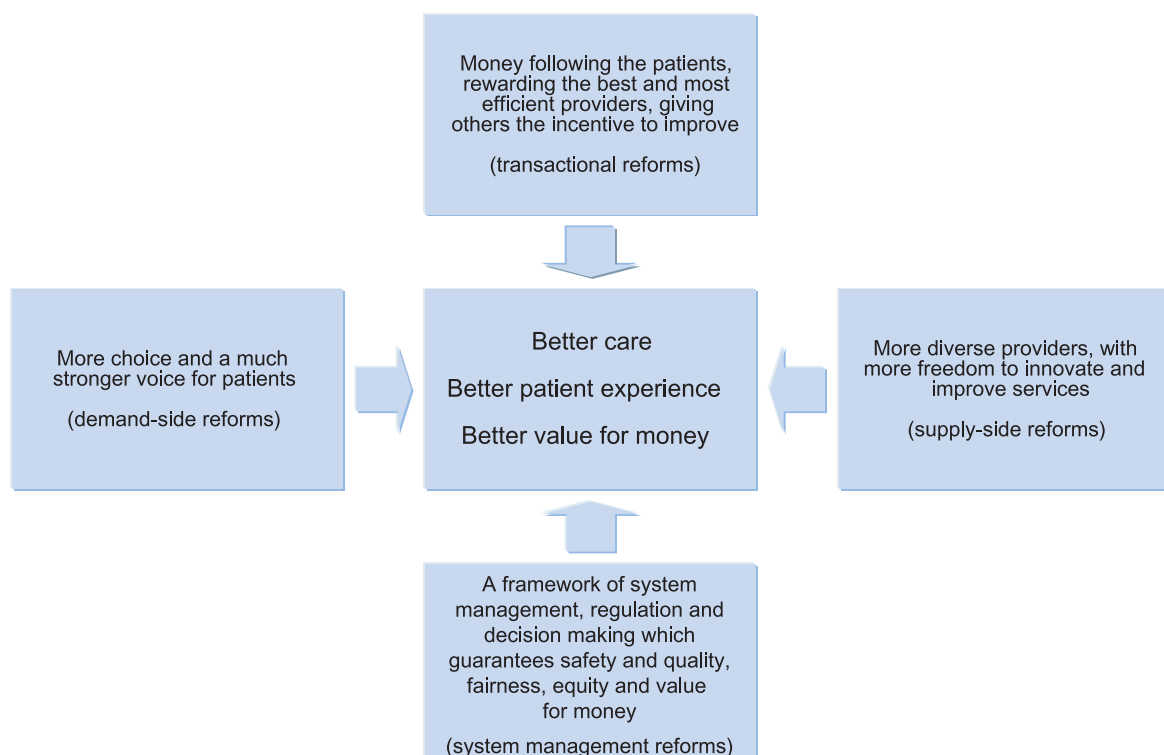 Money following the patients,
rewarding the best and most
efficient providers, giving
others the incentive to improve
(transactional reforms)
More choice and a much
stronger voice for patients
(demand-side reforms)
Better care
Better patient experience
Better value for money
More diverse providers, with
more freedom to innovate and
improve services
(supply-side reforms)
A framework of system
management, regulation and
decision making which
guarantees safety and quality,
fairness, equity and value
for money
(system management reforms)